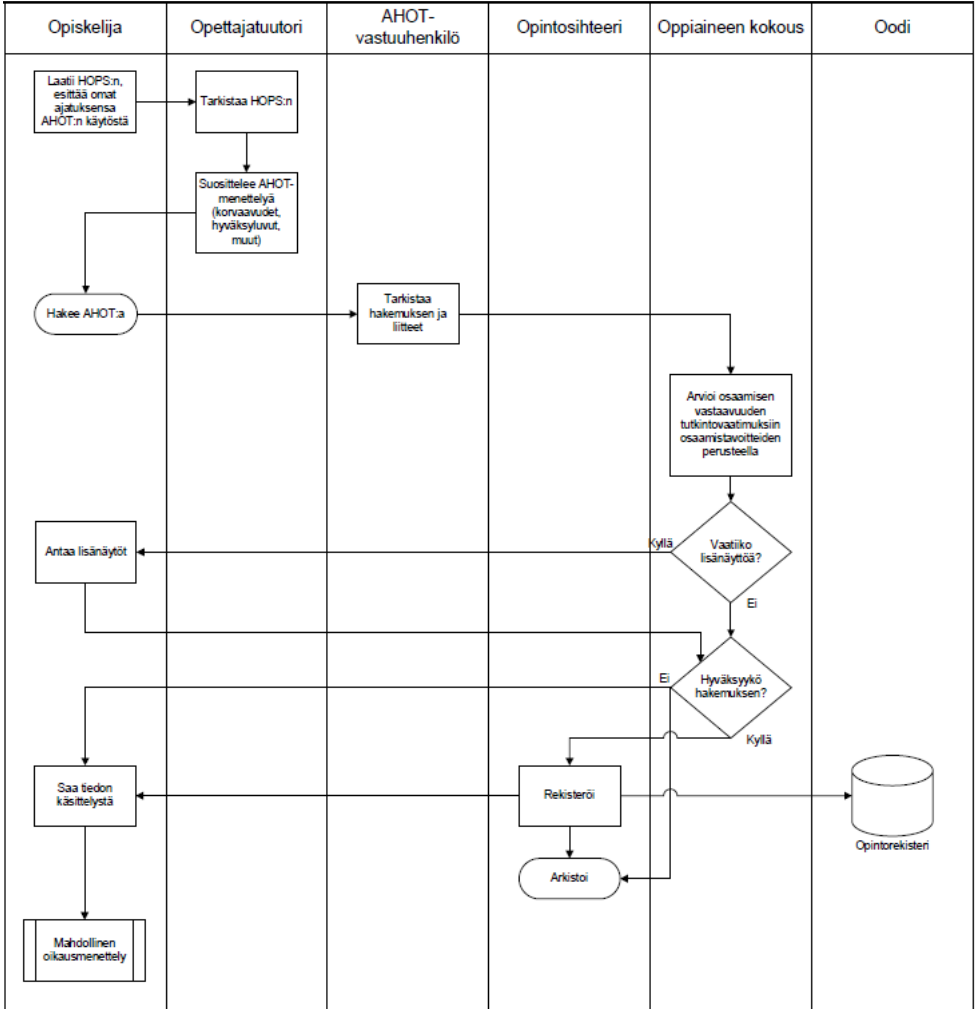 Opiskelija
Opettajatuutori
AHOT-
vastuuhenkilö
Opintosihteeri
Oppiaineen kokous
Oodi
Laatii HOPS:n,
esittää omat
ajatuksensa
AHOT:n käytöstä
Tarkistaa HOPS:n
Suosittelee AHOT-
menettelyä
(korvaavudet,
hyväksyluvut,
muut)
Hakee AHOT:a
Tarkistaa
hakemuksen ja
liitteet
Arvioi osaamisen
vastaavuuden
tutkintovaatimuksiin
osaamistavoitteiden
perusteella
Antaa lisänäytöt
Kyllä
Vaatiiko
lisänäyttöä?
Ei
Ei
Hyväksyykö
hakemuksen?
Kyllä
Saa tiedon
käsittelystä
Rekisteröi
Opintorekisteri
Arkistoi
Mahdollinen
oikausmenettely